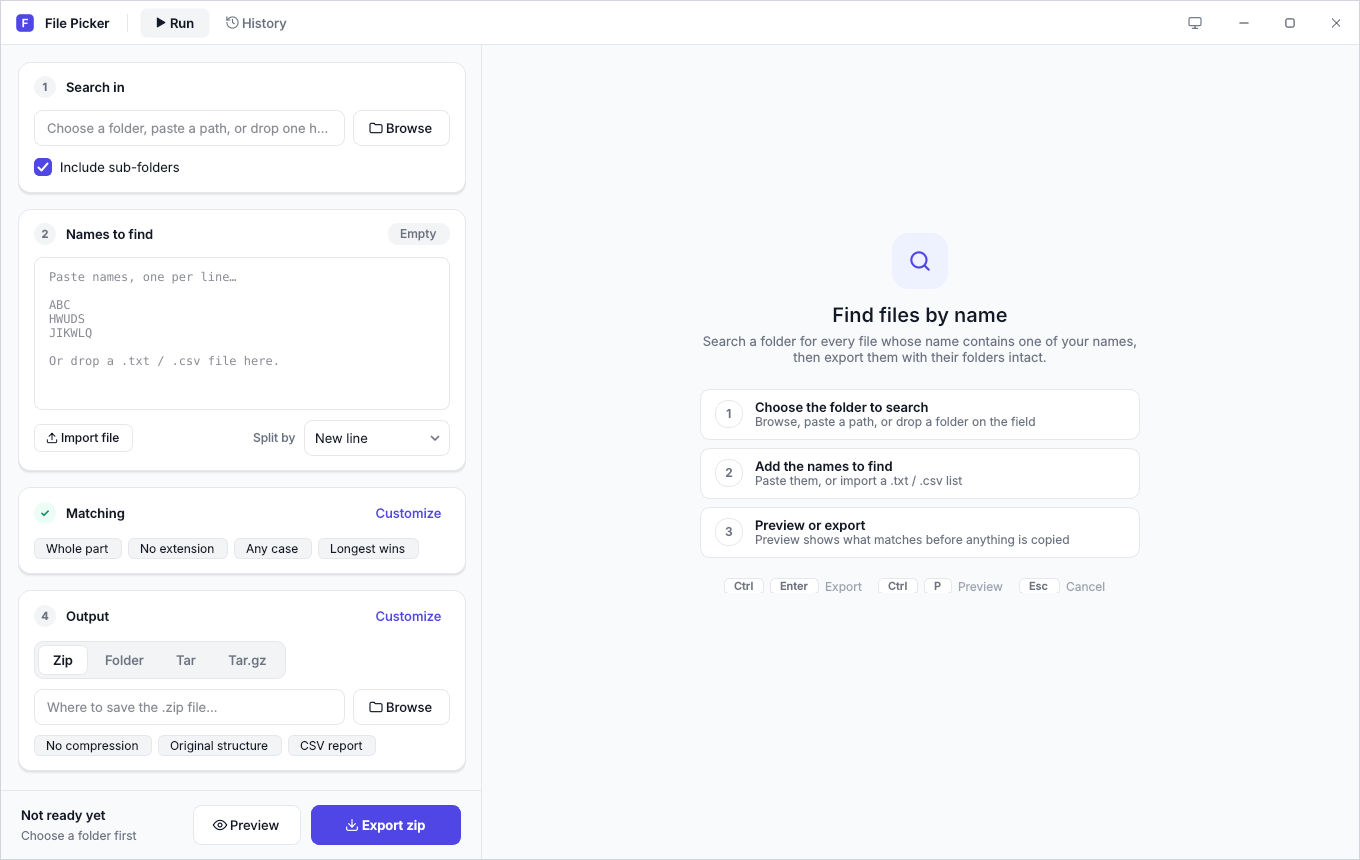 F File Picker Run History
1 Search in
Choose a folder, paste a path, or drop one h...
Browse
Include sub-folders
2 Names to find Empty
Paste names, one per line…
ABC
HWUDS
JIKWLQ
Or drop a .txt / .csv file here.
Import file Split by New line
Matching Customize
Whole part No extension Any case Longest wins
4 Output Customize
Zip Folder Tar Tar.gz
Where to save the .zip file... Browse
No compression Original structure CSV report
Not ready yet
Choose a folder first
Preview Export zip
Find files by name
Search a folder for every file whose name contains one of your names,
then export them with their folders intact.
1 Choose the folder to search
Browse, paste a path, or drop a folder on the field
2 Add the names to find
Paste them, or import a .txt / .csv list
3 Preview or export
Preview shows what matches before anything is copied
Ctrl Enter Export Ctrl P Preview Esc Cancel